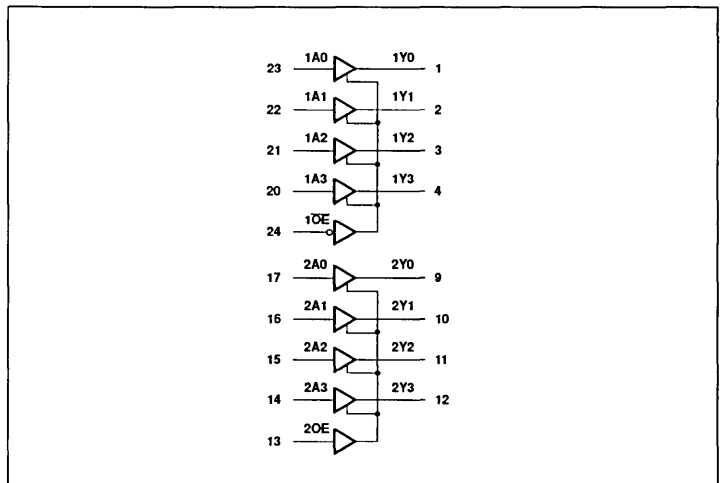 23 1A0 1Y0 1
22 1A1 1Y1 2
21 1A2 1Y2 3
20 1A3 1Y3 4
24 1O̅E̅
17 2A0 2Y0 9
16 2A1 2Y1 10
15 2A2 2Y2 11
14 2A3 2Y3 12
13 2OE